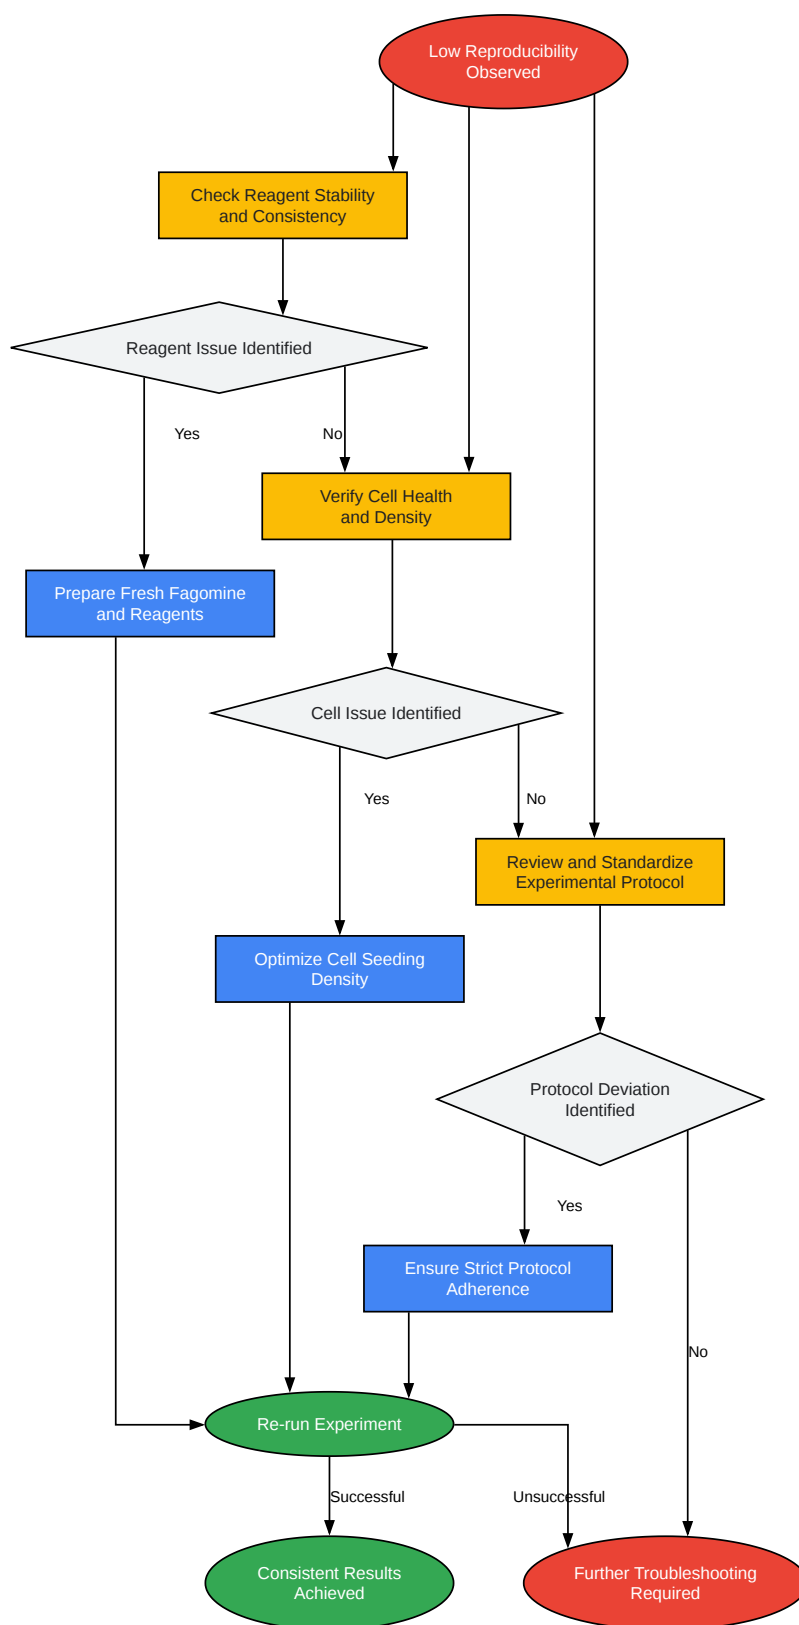 Low Reproducibility
Observed
Check Reagent Stability
and Consistency
Reagent Issue Identified
Yes
No
Verify Cell Health
and Density
Prepare Fresh Fagomine
and Reagents
Cell Issue Identified
Yes
No
Review and Standardize
Experimental Protocol
Optimize Cell Seeding
Density
Protocol Deviation
Identified
Yes
Ensure Strict Protocol
Adherence
No
Re-run Experiment
Successful
Unsuccessful
Consistent Results
Achieved
Further Troubleshooting
Required